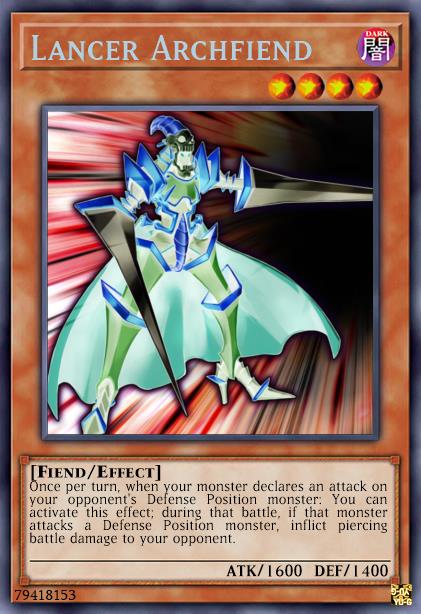 LANCER ARCHFIEND
DARK
闇
[FIEND/EFFECT]
Once per turn, when your monster declares an attack on
your opponent's Defense Position monster: You can
activate this effect; during that battle, if that monster
attacks a Defense Position monster, inflict piercing
battle damage to your opponent.
ATK/1600 DEF/1400
79418153